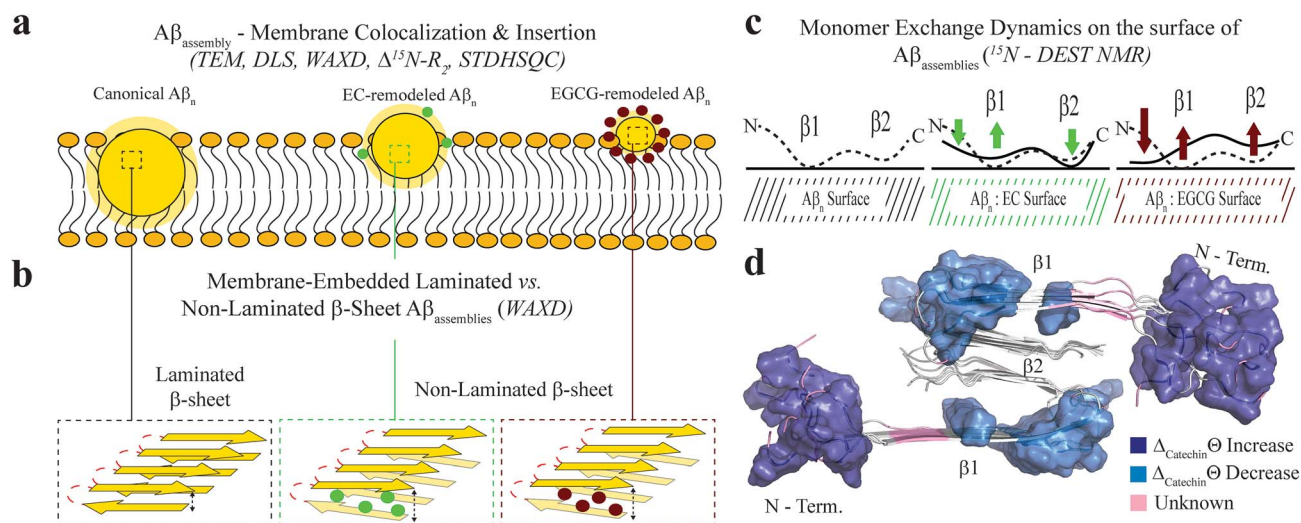 a
Aβassembly - Membrane Colocalization & Insertion
(TEM, DLS, WAXD, Δ15N-R2, STDHSQC)
Canonical Aβn
EC-remodeled Aβn
EGCG-remodeled Aβn
b
Membrane-Embedded Laminated vs.
Non-Laminated β-Sheet Aβassemblies (WAXD)
Laminated
β-sheet
Non-Laminated β-sheet
c
Monomer Exchange Dynamics on the surface of
Aβassemblies (15N - DEST NMR)
N
β1
β2
C
N
β1
β2
C
N
β1
β2
C
Aβn Surface
Aβn : EC Surface
Aβn : EGCG Surface
d
β1
N - Term.
β2
β1
N - Term.
ΔCatechinΘ Increase
ΔCatechinΘ Decrease
Unknown